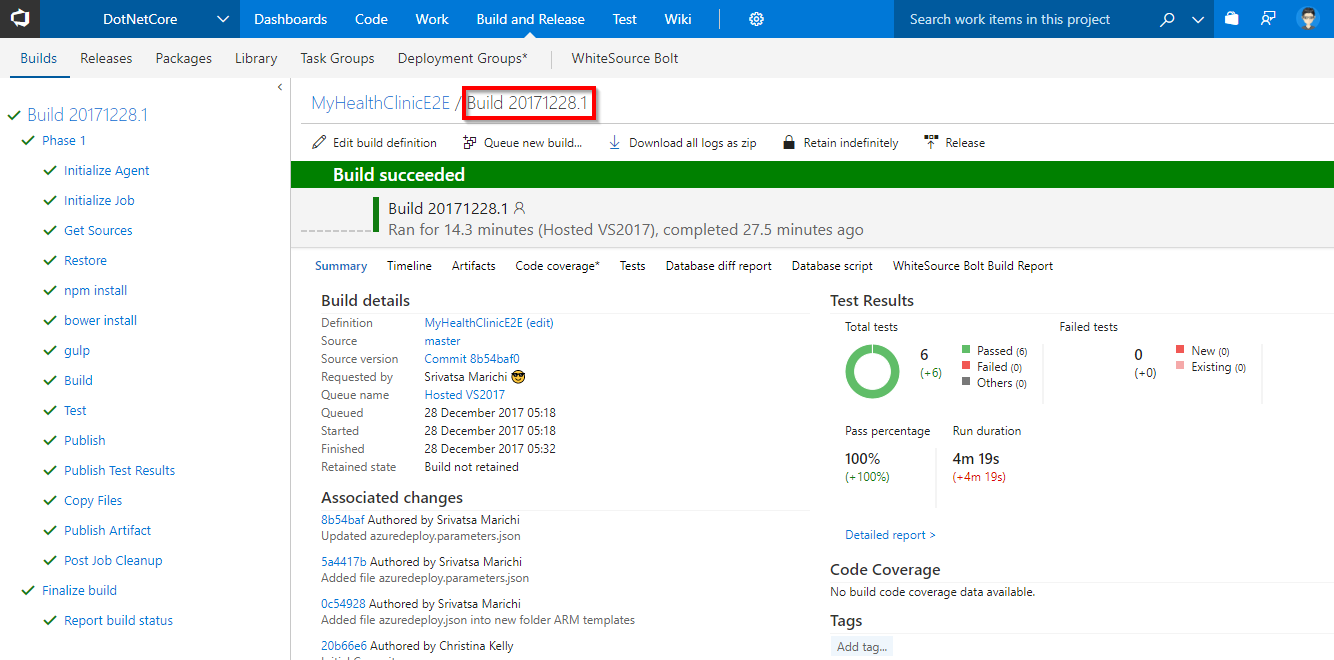 DotNetCore
Dashboards Code Work Build and Release Test Wiki
Search work items in this project
Builds Releases Packages Library Task Groups Deployment Groups* WhiteSource Bolt
Build 20171228.1
Phase 1
Initialize Agent
Initialize Job
Get Sources
Restore
npm install
bower install
gulp
Build
Test
Publish
Publish Test Results
Copy Files
Publish Artifact
Post Job Cleanup
Finalize build
Report build status
MyHealthClinicE2E / Build 20171228.1
Edit build definition Queue new build... Download all logs as zip Retain indefinitely Release
Build succeeded
Build 20171228.1
Ran for 14.3 minutes (Hosted VS2017), completed 27.5 minutes ago
Summary Timeline Artifacts Code coverage* Tests Database diff report Database script WhiteSource Bolt Build Report
Build details
Definition MyHealthClinicE2E (edit)
Source master
Source version Commit 8b54baf0
Requested by Srivatsa Marichi 😎
Queue name Hosted VS2017
Queued 28 December 2017 05:18
Started 28 December 2017 05:18
Finished 28 December 2017 05:32
Retained state Build not retained
Associated changes
8b54baf Authored by Srivatsa Marichi
Updated azuredeploy.parameters.json
5a4417b Authored by Srivatsa Marichi
Added file azuredeploy.parameters.json
0c54928 Authored by Srivatsa Marichi
Added file azuredeploy.json into new folder ARM templates
20b66e6 Authored by Christina Kelly
Test Results
Total tests
6
(+6)
Passed (6)
Failed (0)
Others (0)
Failed tests
0
(+0)
New (0)
Existing (0)
Pass percentage
100%
(+100%)
Run duration
4m 19s
(+4m 19s)
Detailed report >
Code Coverage
No build code coverage data available.
Tags
Add tag...